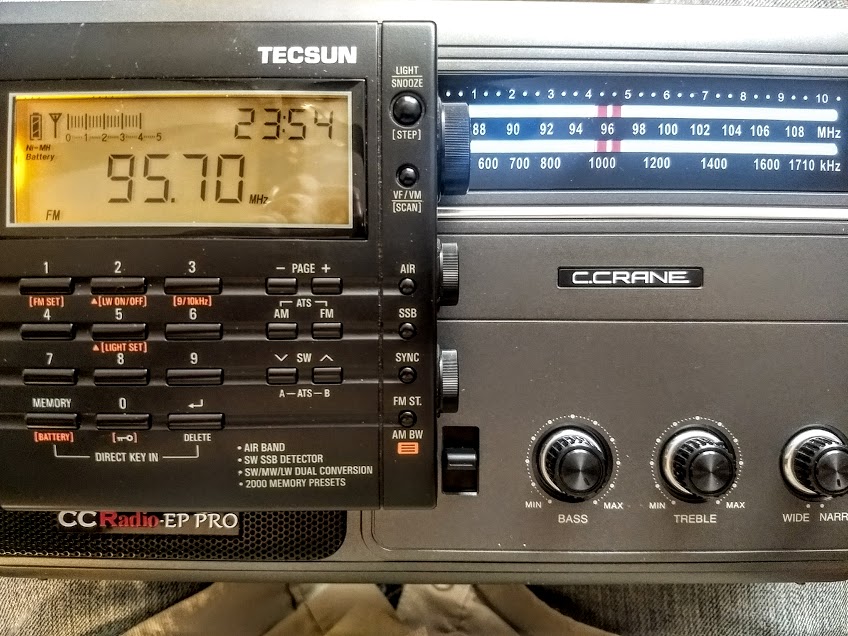 TECSUN
23:54
0 1 2 3 4 5
Ni-MH
Battery
95.70 MHz
FM
LIGHT
SNOOZE
[STEP]
VF/VM
[SCAN]
1 2 3
[FM SET] ▲[LW ON/OFF] [9/10kHz]
4 5 6
▲[LIGHT SET]
7 8 9
MEMORY 0 ↵
[BATTERY] DELETE
DIRECT KEY IN
− PAGE +
ATS
AM FM
SW
A—ATS—B
AIR
SSB
SYNC
FM ST.
AM BW
• AIR BAND
• SW SSB DETECTOR
• SW/MW/LW DUAL CONVERSION
• 2000 MEMORY PRESETS
CCRadio-EP PRO
1 2 3 4 5 6 7 8 9 10
88 90 92 94 96 98 100 102 104 106 108 MHz
600 700 800 1000 1200 1400 1600 1710 kHz
C.CRANE
MIN MAX
BASS
MIN MAX
TREBLE
WIDE NARR